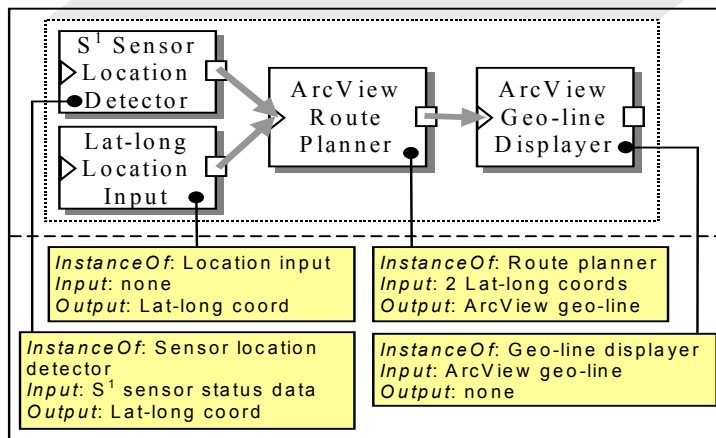 S¹ Sensor
Location
Detector
Lat-long
Location
Input
ArcView
Route
Planner
ArcView
Geo-line
Displayer
InstanceOf: Location input
Input: none
Output: Lat-long coord
InstanceOf: Route planner
Input: 2 Lat-long coords
Output: ArcView geo-line
InstanceOf: Sensor location
detector
Input: S¹ sensor status data
Output: Lat-long coord
InstanceOf: Geo-line displayer
Input: ArcView geo-line
Output: none